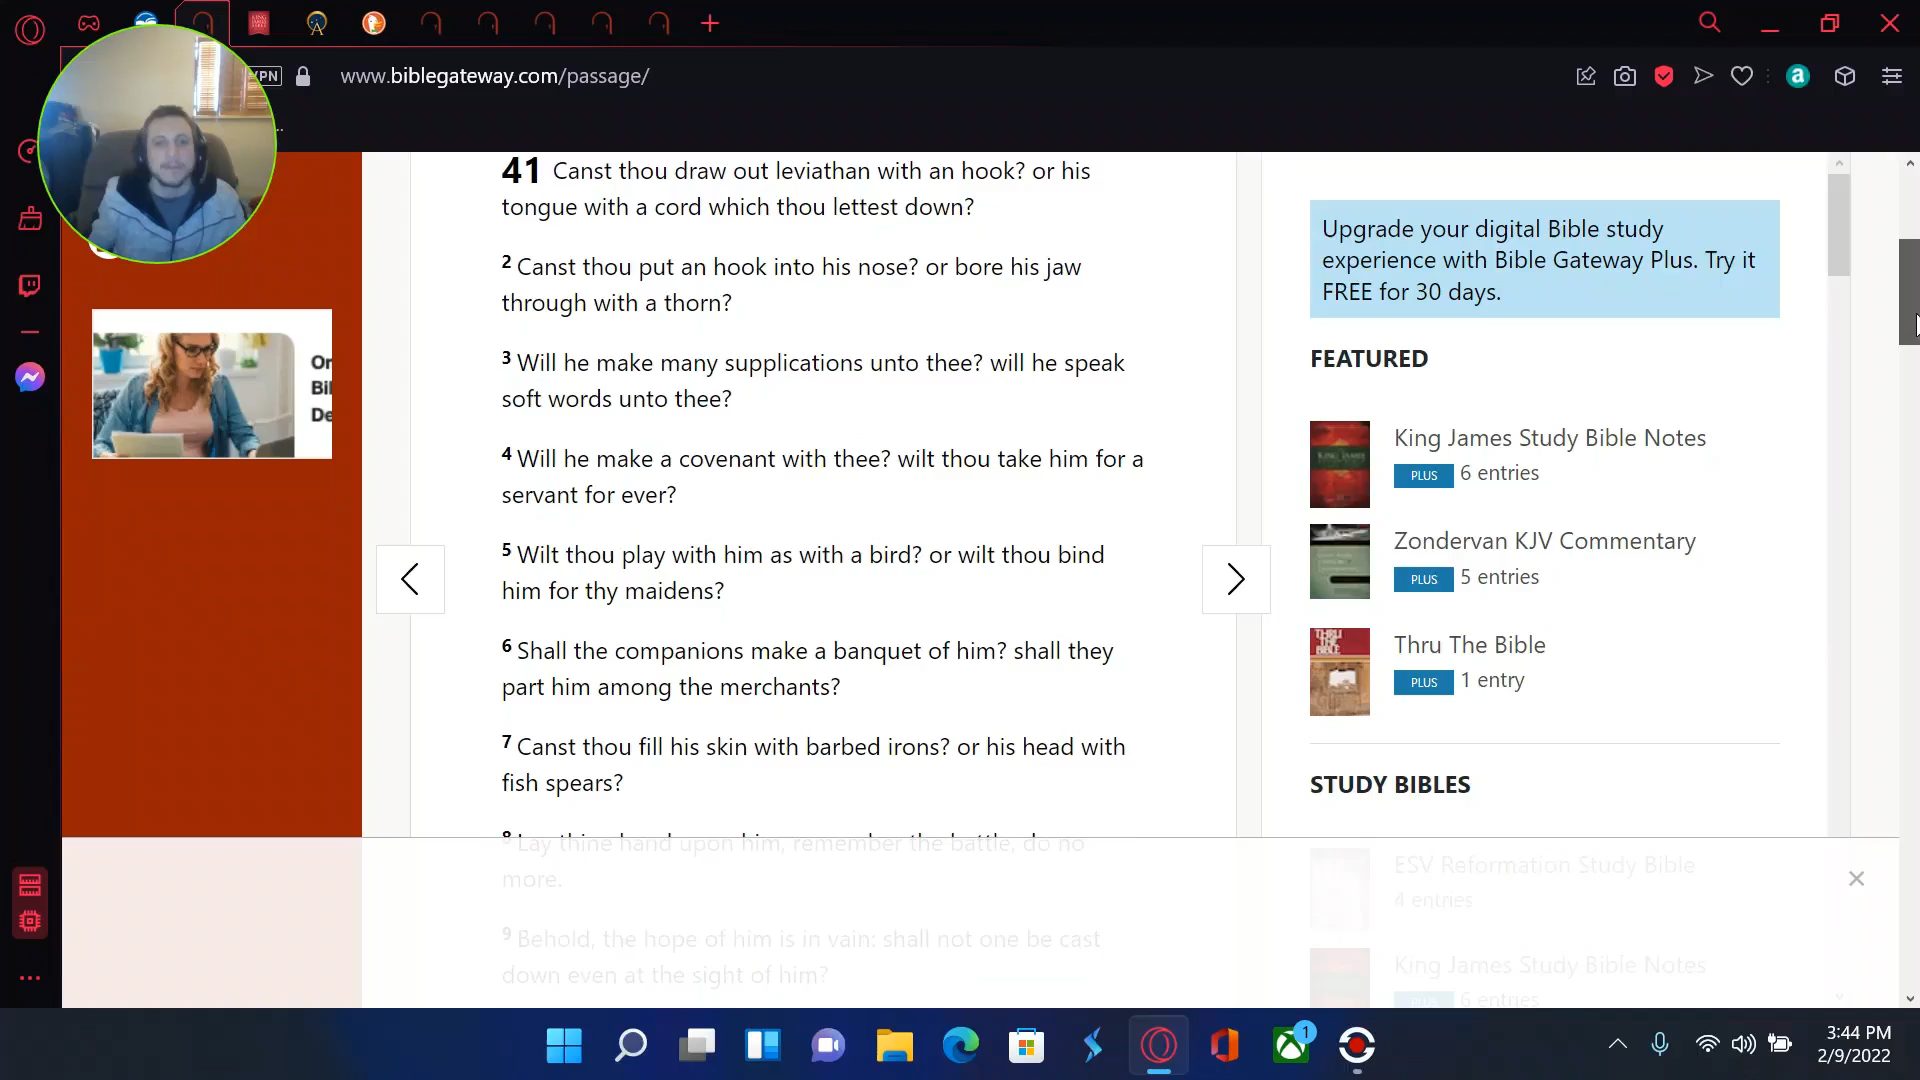 VPN
www.biblegateway.com/passage/
41 Canst thou draw out leviathan with an hook? or his
tongue with a cord which thou lettest down?
2 Canst thou put an hook into his nose? or bore his jaw
through with a thorn?
3 Will he make many supplications unto thee? will he speak
soft words unto thee?
4 Will he make a covenant with thee? wilt thou take him for a
servant for ever?
5 Wilt thou play with him as with a bird? or wilt thou bind
him for thy maidens?
6 Shall the companions make a banquet of him? shall they
part him among the merchants?
7 Canst thou fill his skin with barbed irons? or his head with
fish spears?
8 Lay thine hand upon him, remember the battle, do no
more.
9 Behold, the hope of him is in vain: shall not one be cast
down even at the sight of him?
Upgrade your digital Bible study
experience with Bible Gateway Plus. Try it
FREE for 30 days.
FEATURED
King James Study Bible Notes
PLUS 6 entries
Zondervan KJV Commentary
PLUS 5 entries
THRU THE BIBLE
Thru The Bible
PLUS 1 entry
STUDY BIBLES
ESV Reformation Study Bible
4 entries
King James Study Bible Notes
PLUS 6 entries
1
3:44 PM
2/9/2022